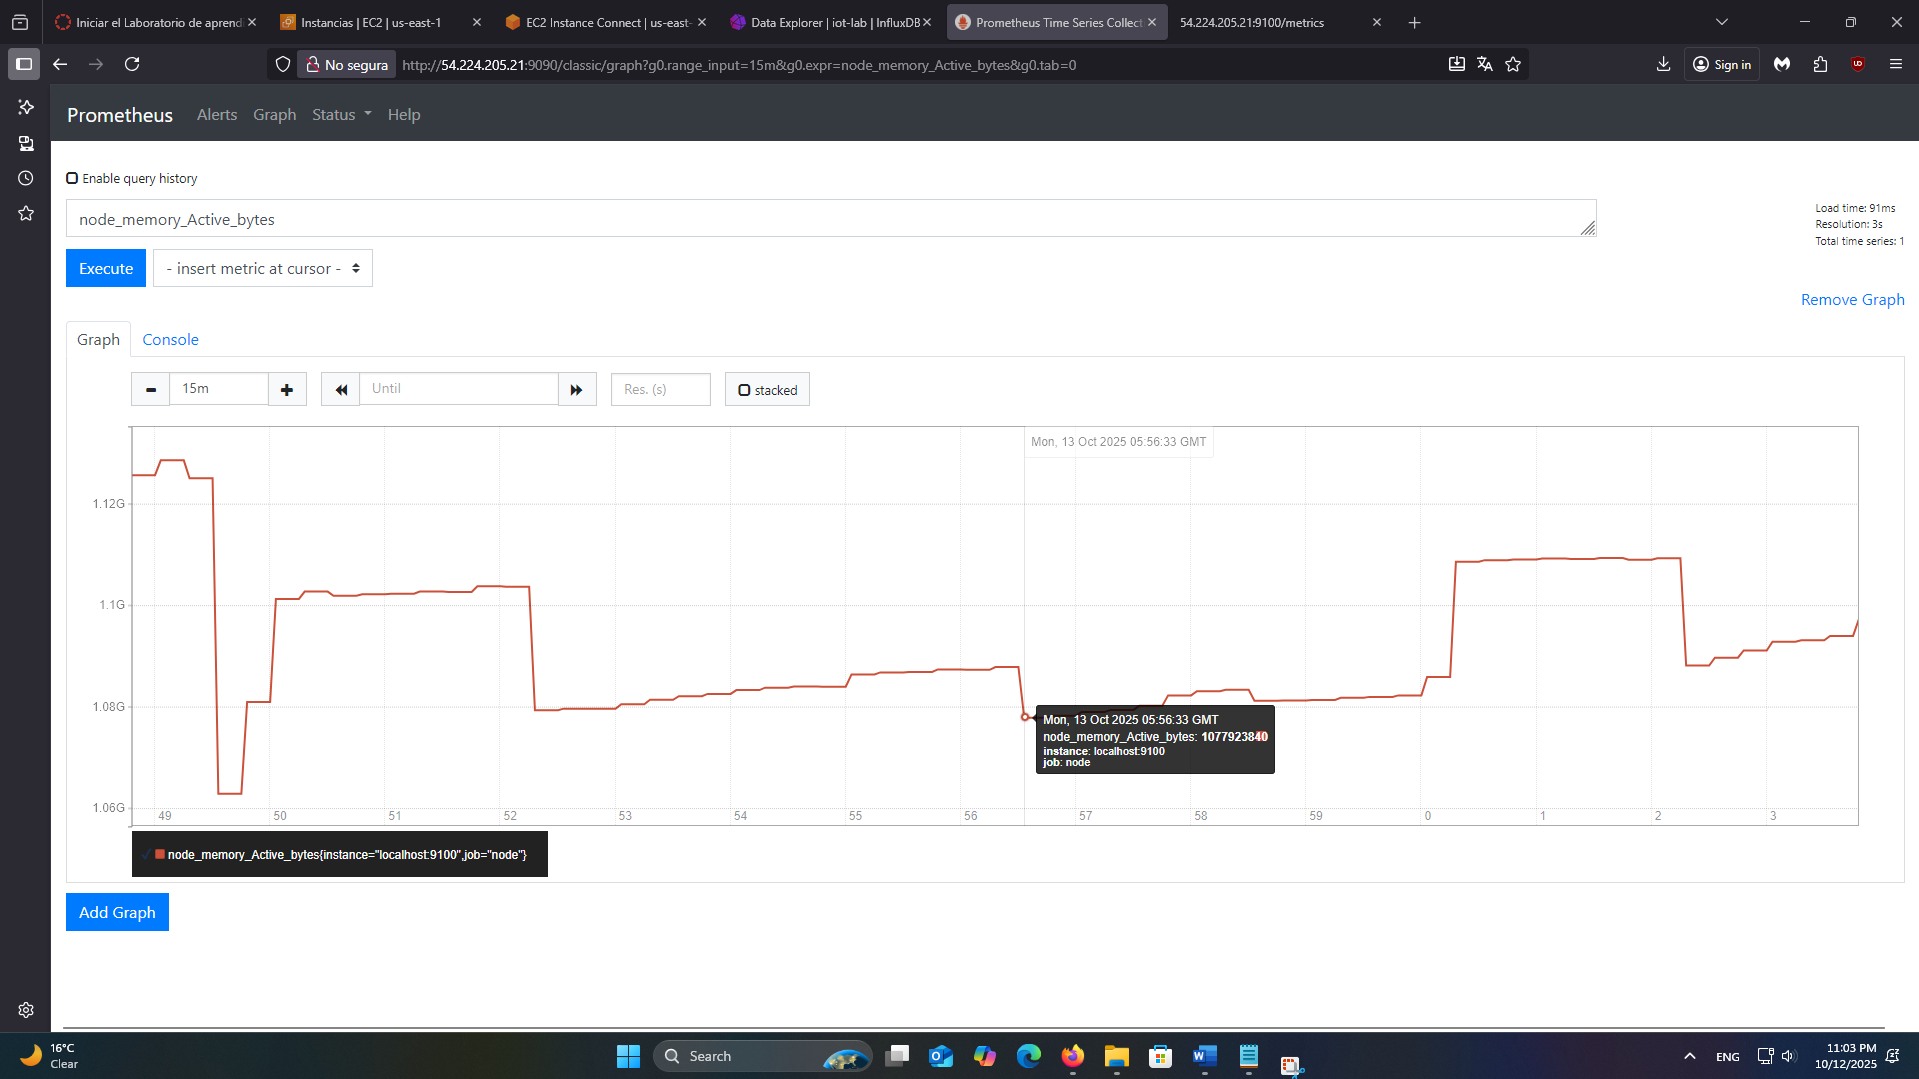 Iniciar el Laboratorio de aprendi
Instancias | EC2 | us-east-1
EC2 Instance Connect | us-east-
Data Explorer | iot-lab | InfluxDB
Prometheus Time Series Collect
54.224.205.21:9100/metrics
No segura
http://54.224.205.21:9090/classic/graph?g0.range_input=15m&g0.expr=node_memory_Active_bytes&g0.tab=0
Sign in
Prometheus Alerts Graph Status Help
Enable query history
node_memory_Active_bytes
Load time: 91ms
Resolution: 3s
Total time series: 1
Execute
- insert metric at cursor -
Remove Graph
Graph Console
15m
Until
Res. (s)
stacked
Mon, 13 Oct 2025 05:56:33 GMT
1.12G
1.1G
1.08G
1.06G
Mon, 13 Oct 2025 05:56:33 GMT
node_memory_Active_bytes: 1077923840
instance: localhost:9100
job: node
49 50 51 52 53 54 55 56 57 58 59 0 1 2 3
node_memory_Active_bytes{instance="localhost:9100",job="node"}
Add Graph
16°C
Clear
Search
ENG
11:03 PM
10/12/2025